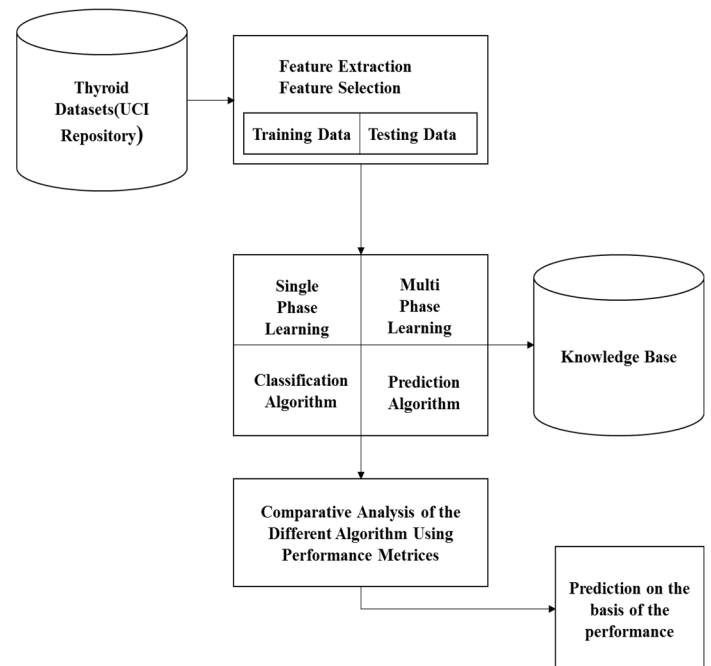 Thyroid
Datasets(UCI
Repository)
Feature Extraction
Feature Selection
Training Data
Testing Data
Single
Phase
Learning
Multi
Phase
Learning
Classification
Algorithm
Prediction
Algorithm
Knowledge Base
Comparative Analysis of the
Different Algorithm Using
Performance Metrices
Prediction on the
basis of the
performance